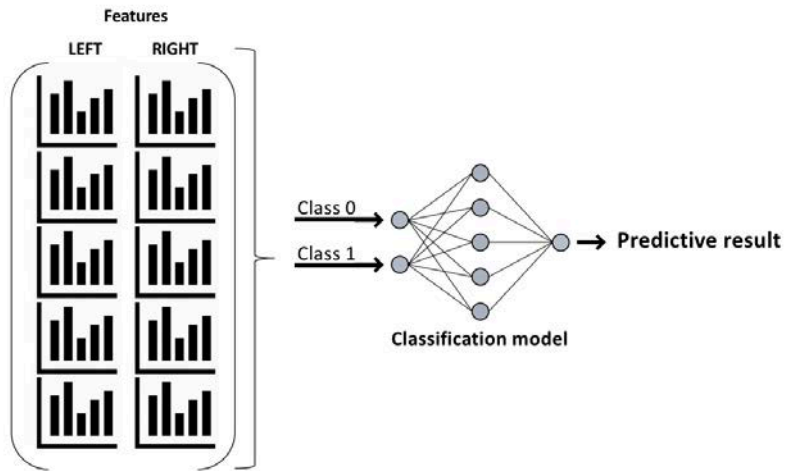 Features
LEFT RIGHT
Class 0
Class 1
Predictive result
Classification model